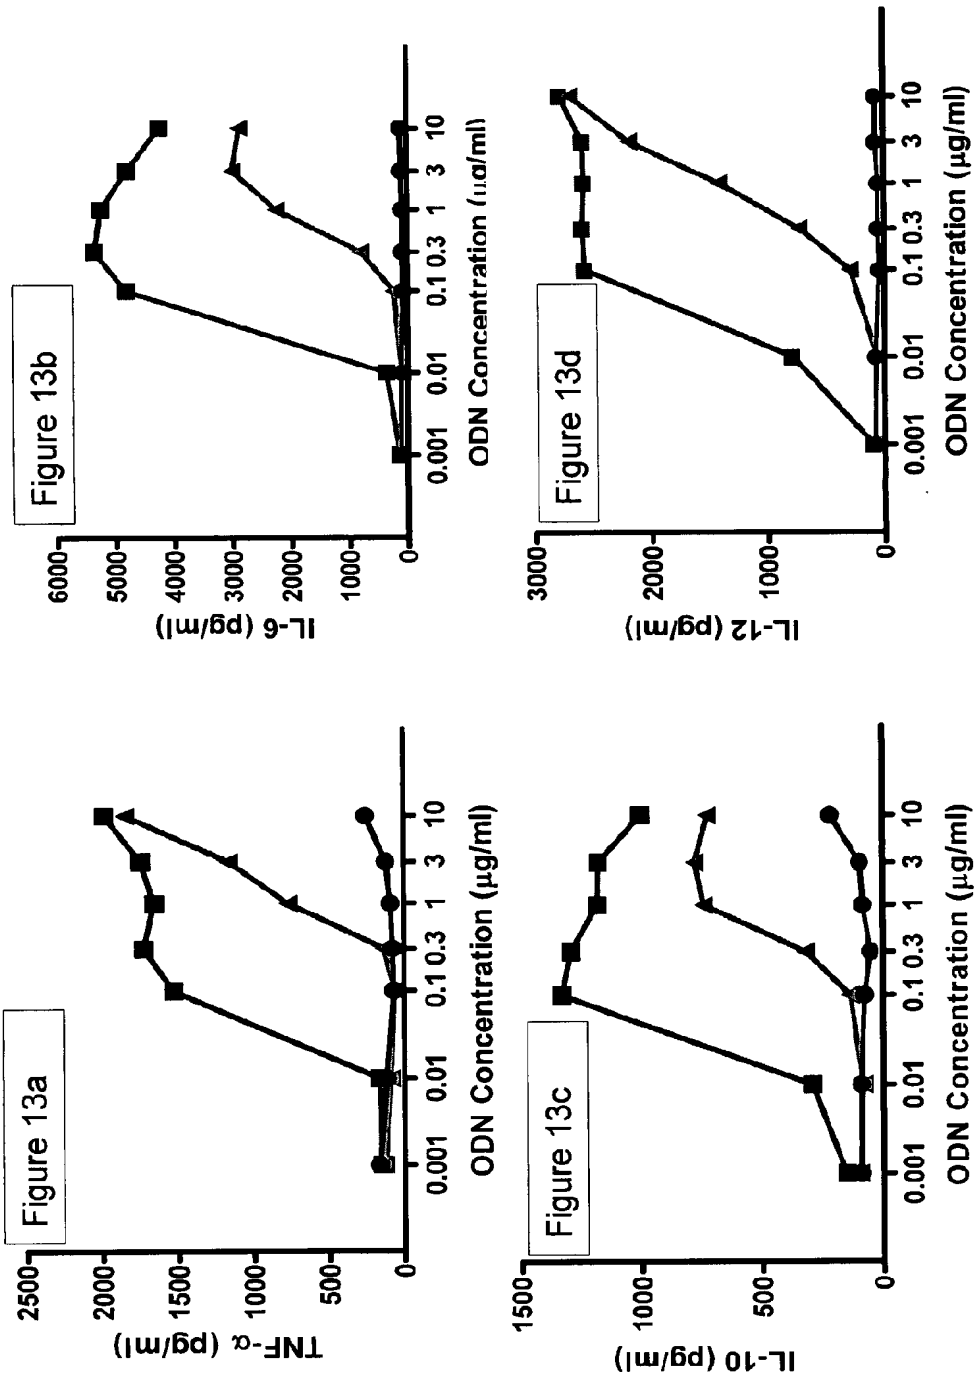 Figure 13a
TNF-α (pg/ml)
2500
2000
1500
1000
500
0
0.001 0.01 0.1 0.3 1 3 10
ODN Concentration (μg/ml)
Figure 13b
IL-6 (pg/ml)
6000
5000
4000
3000
2000
1000
0
0.001 0.01 0.1 0.3 1 3 10
ODN Concentration (μg/ml)
Figure 13c
IL-10 (pg/ml)
1500
1000
500
0
0.001 0.01 0.1 0.3 1 3 10
ODN Concentration (μg/ml)
Figure 13d
IL-12 (pg/ml)
3000
2000
1000
0
0.001 0.01 0.1 0.3 1 3 10
ODN Concentration (μg/ml)